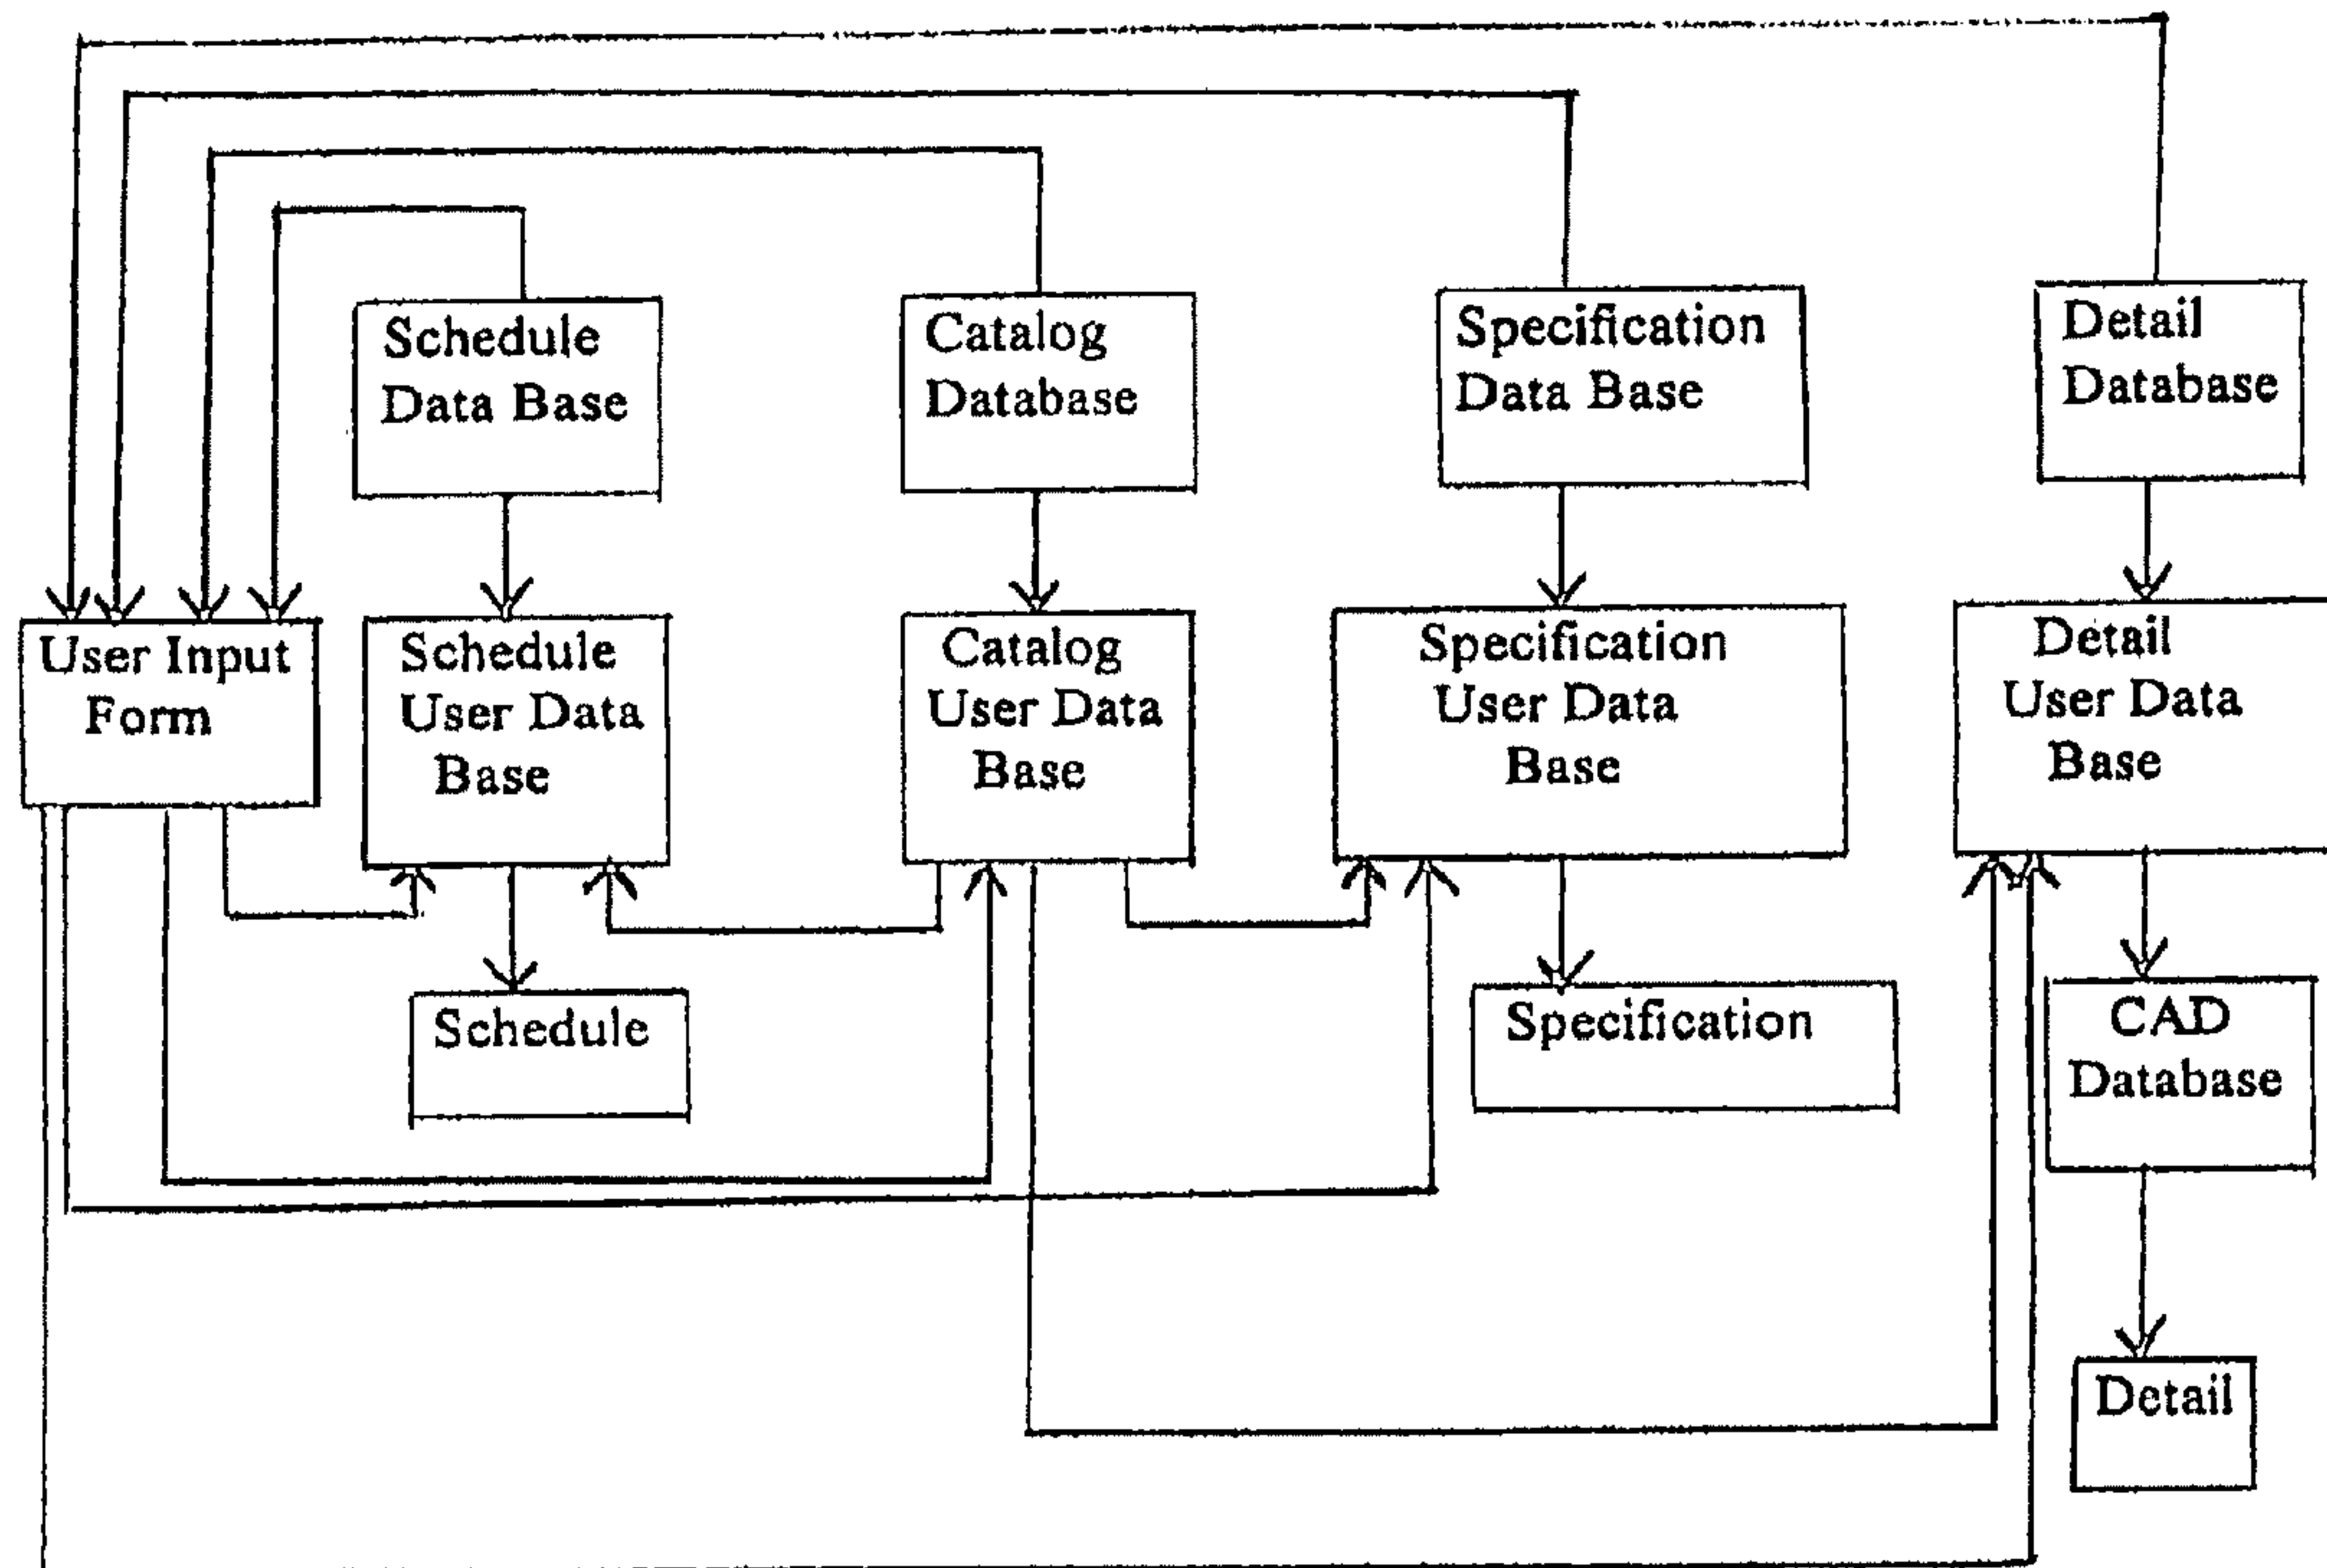 Schedule
Data Base
Catalog
Database
Specification
Data Base
Detail
Database
User Input
Form
Schedule
User Data
Base
Catalog
User Data
Base
Specification
User Data
Base
Detail
User Data
Base
Schedule
Specification
CAD
Database
Detail